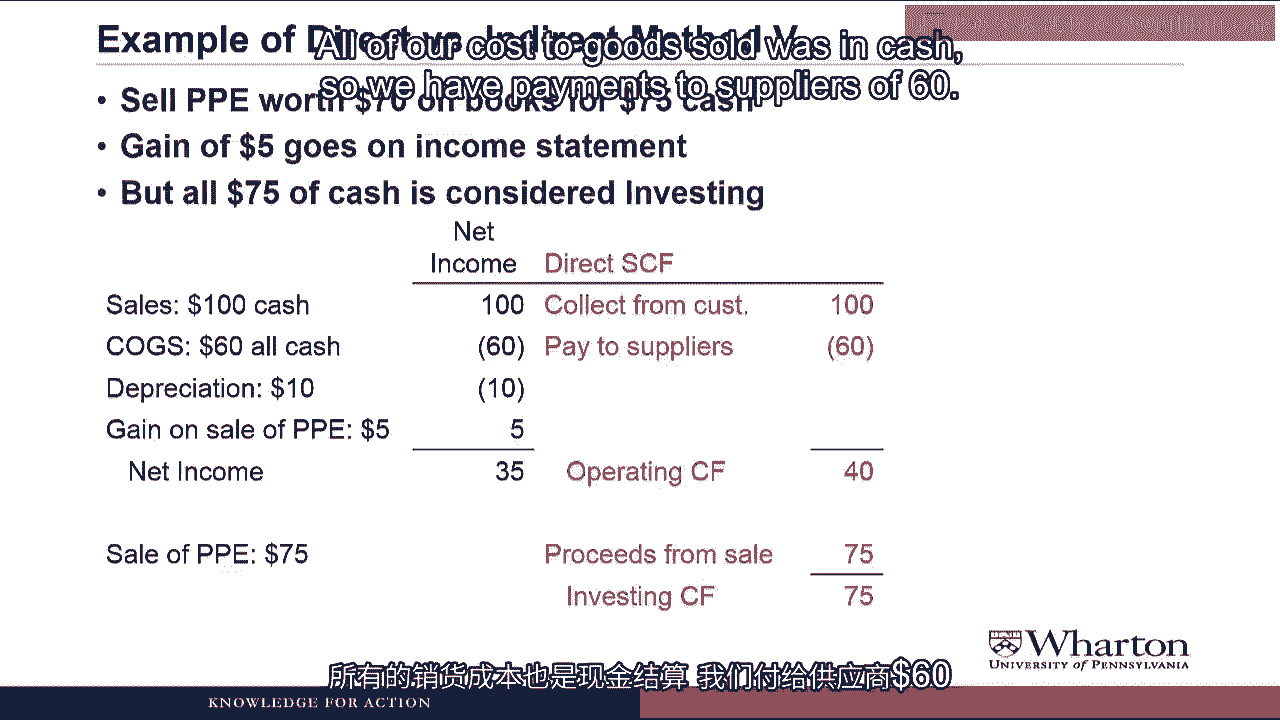 Example of Direct vs. Indirect Method V
All of our cost to goods sold was in cash,
so we have payments to suppliers of 60.
• Sell PPE worth $70 on books for $75 cash
• Gain of $5 goes on income statement
• But all $75 of cash is considered Investing
Net
Income Direct SCF
Sales: $100 cash 100 Collect from cust. 100
COGS: $60 all cash (60) Pay to suppliers (60)
Depreciation: $10 (10)
Gain on sale of PPE: $5 5
Net Income 35 Operating CF 40
Sale of PPE: $75 Proceeds from sale 75
Investing CF 75
Wharton
UNIVERSITY of PENNSYLVANIA
所有的销货成本也是现金结算 我们付给供应商$60
KNOWLEDGE FOR ACTION